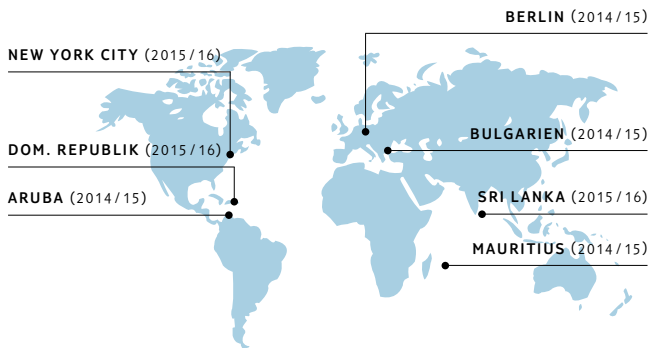 BERLIN (2014/15)
NEW YORK CITY (2015/16)
BULGARIEN (2014/15)
DOM. REPUBLIK (2015/16)
ARUBA (2014/15)
SRI LANKA (2015/16)
MAURITIUS (2014/15)